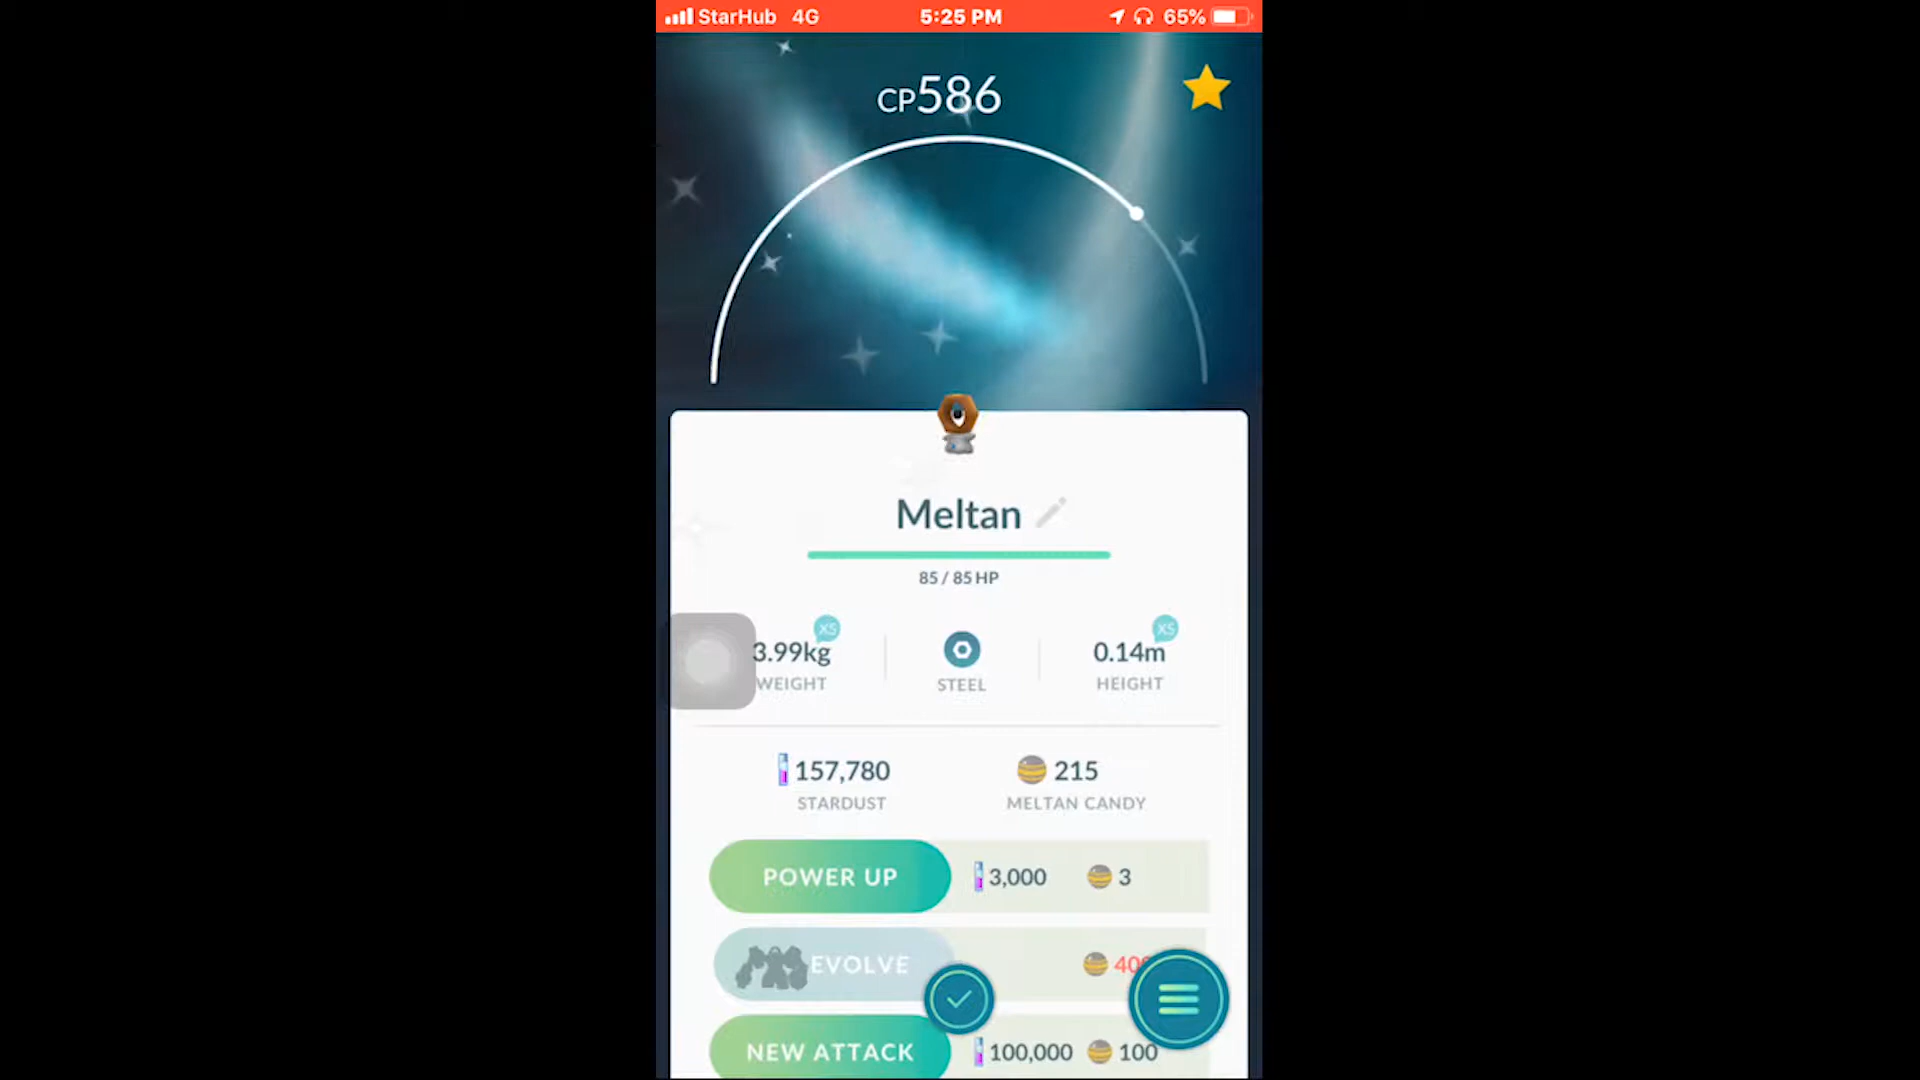 StarHub 4G 5:25 PM 65%
CP586
Meltan
85 / 85 HP
XS XS
3.99kg 0.14m
WEIGHT STEEL HEIGHT
157,780 215
STARDUST MELTAN CANDY
POWER UP 3,000 3
EVOLVE
NEW ATTACK 100,000 100